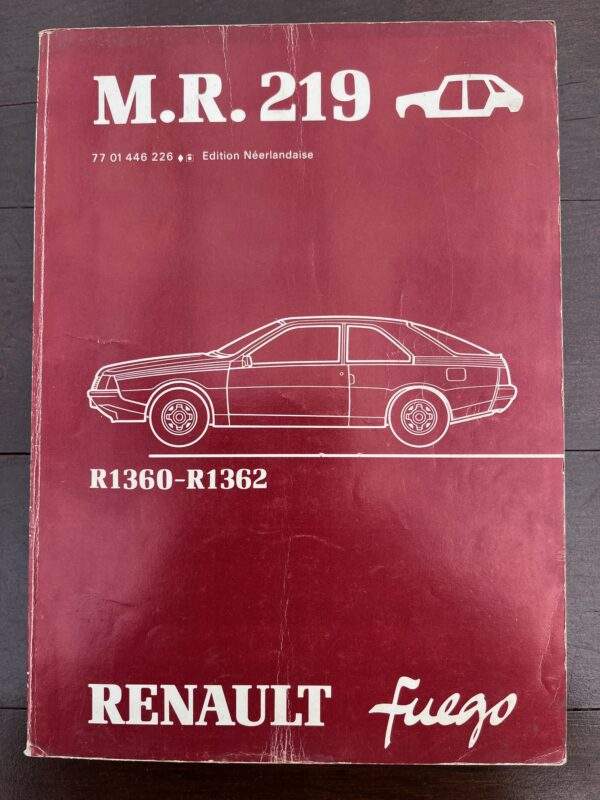 M.R. 219
77 01 446 226 Edition Néerlandaise
R1360-R1362
RENAULT fuego